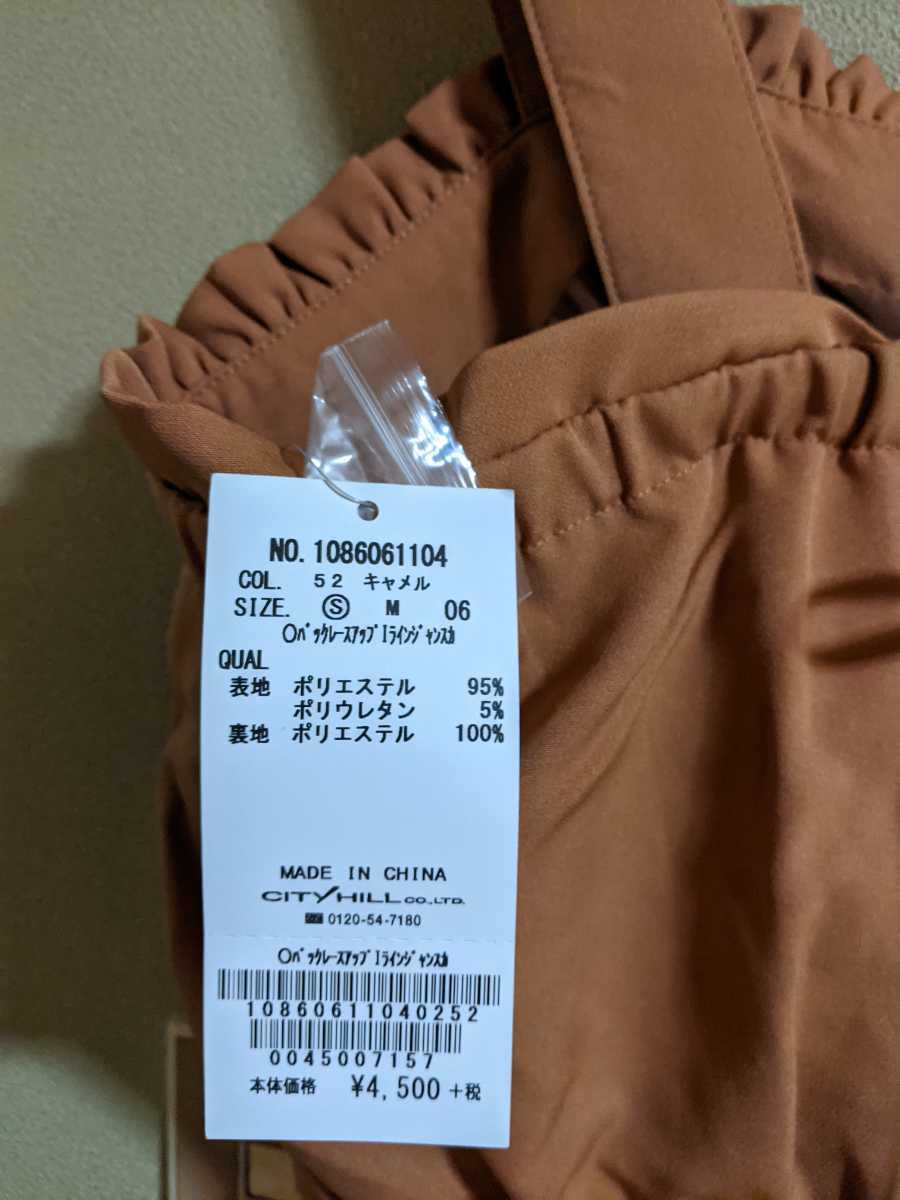 NO. 1086061104
COL. 52 キャメル
SIZE. Ⓢ M 06
○ﾊﾞｯｸﾚｰｽｱｯﾌﾟIﾗｲﾝｼﾞｬﾝｽｶ
QUAL
表地 ポリエステル 95%
ポリウレタン 5%
裏地 ポリエステル 100%
MADE IN CHINA
CITY HILL CO.,LTD.
0120-54-7180
○ﾊﾞｯｸﾚｰｽｱｯﾌﾟIﾗｲﾝｼﾞｬﾝｽｶ
10860611040252
0045007157
本体価格 ¥4,500 +税